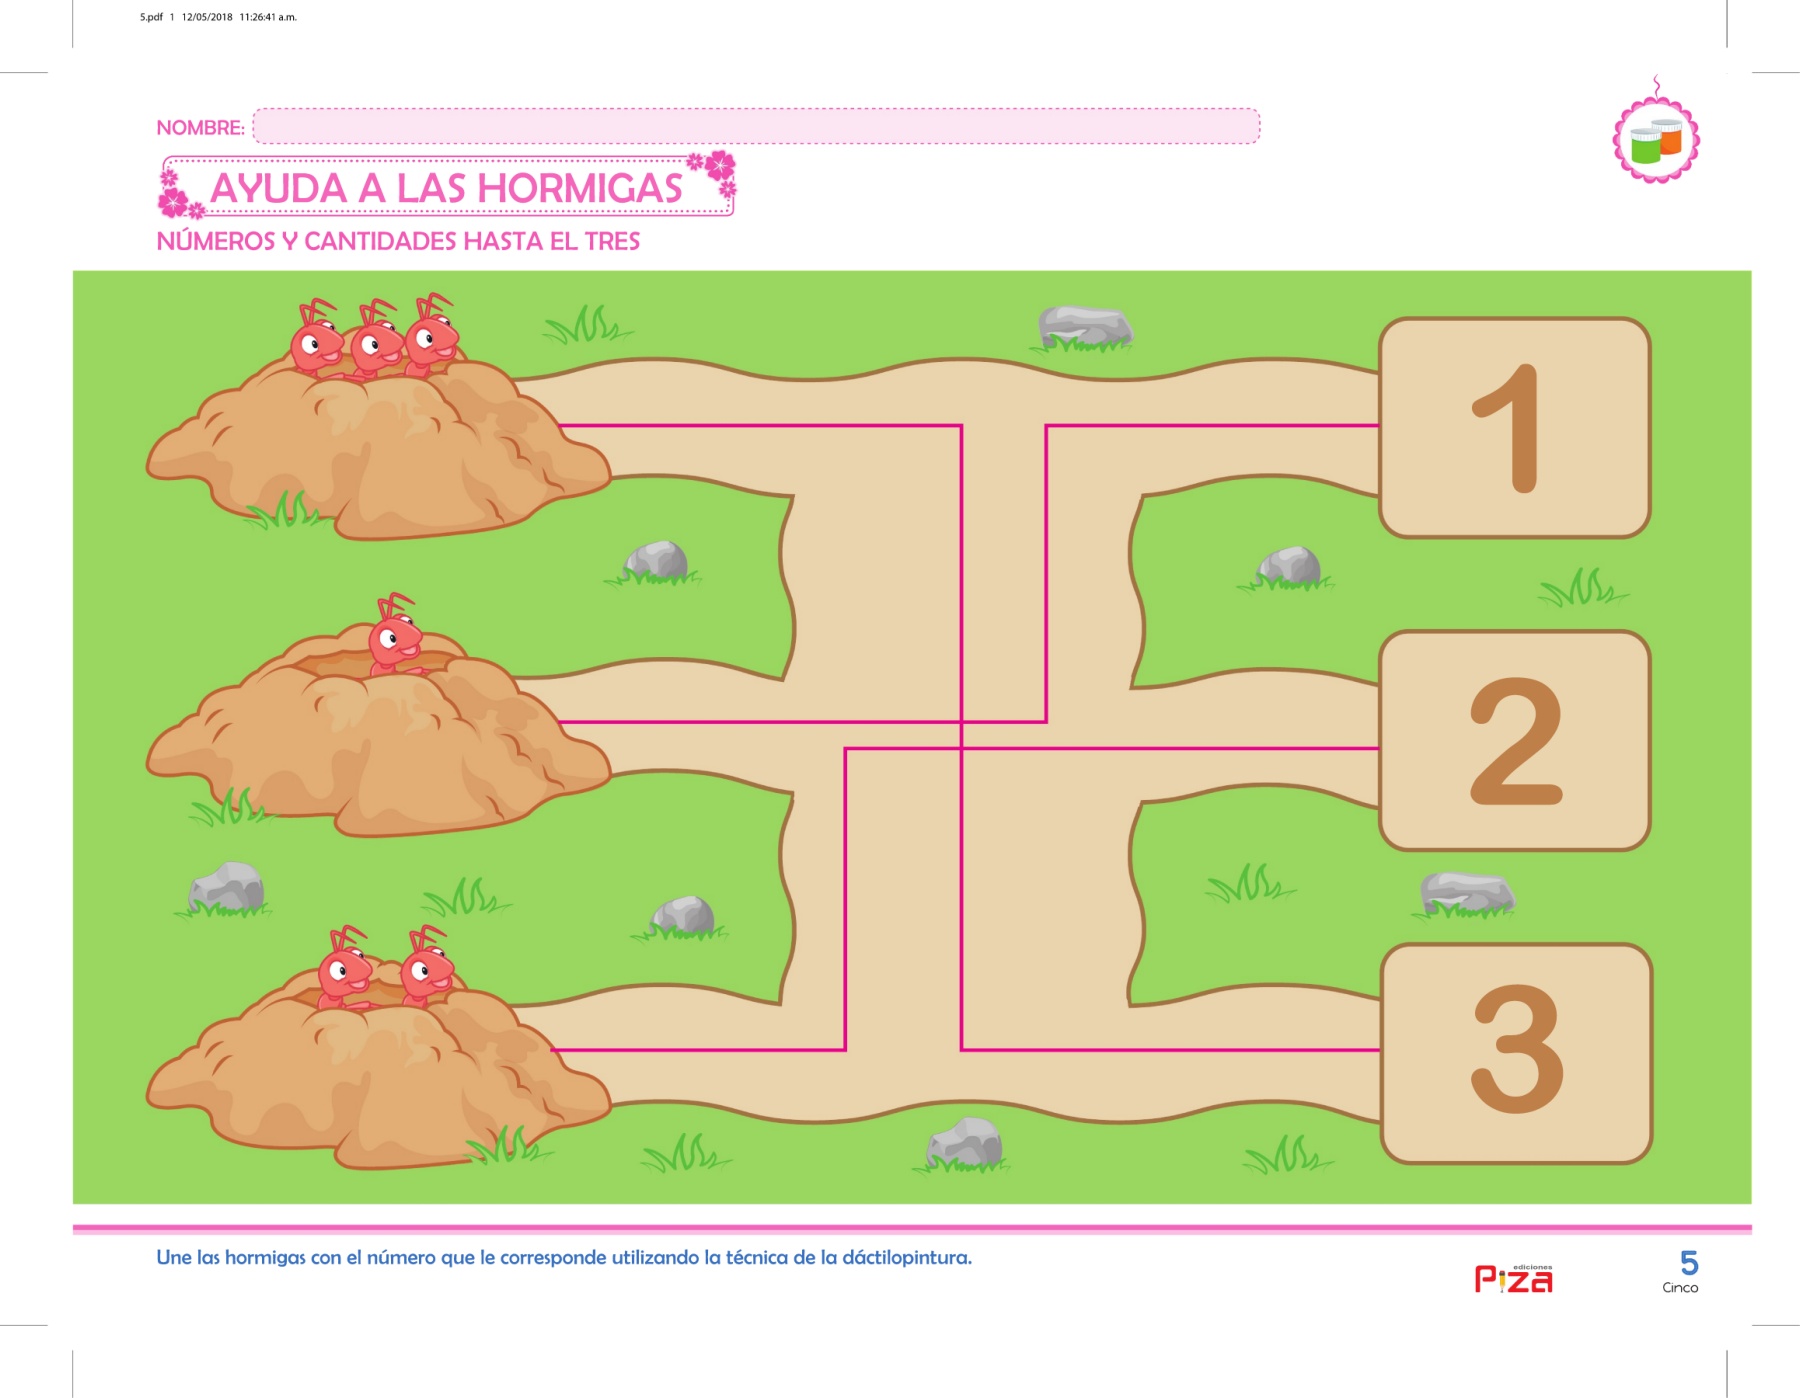 5.pdf 1 12/05/2018 11:26:41 a.m.
NOMBRE:
AYUDA A LAS HORMIGAS
NÚMEROS Y CANTIDADES HASTA EL TRES
1
2
3
Une las hormigas con el número que le corresponde utilizando la técnica de la dáctilopintura.
ediciones
Piza
5
Cinco